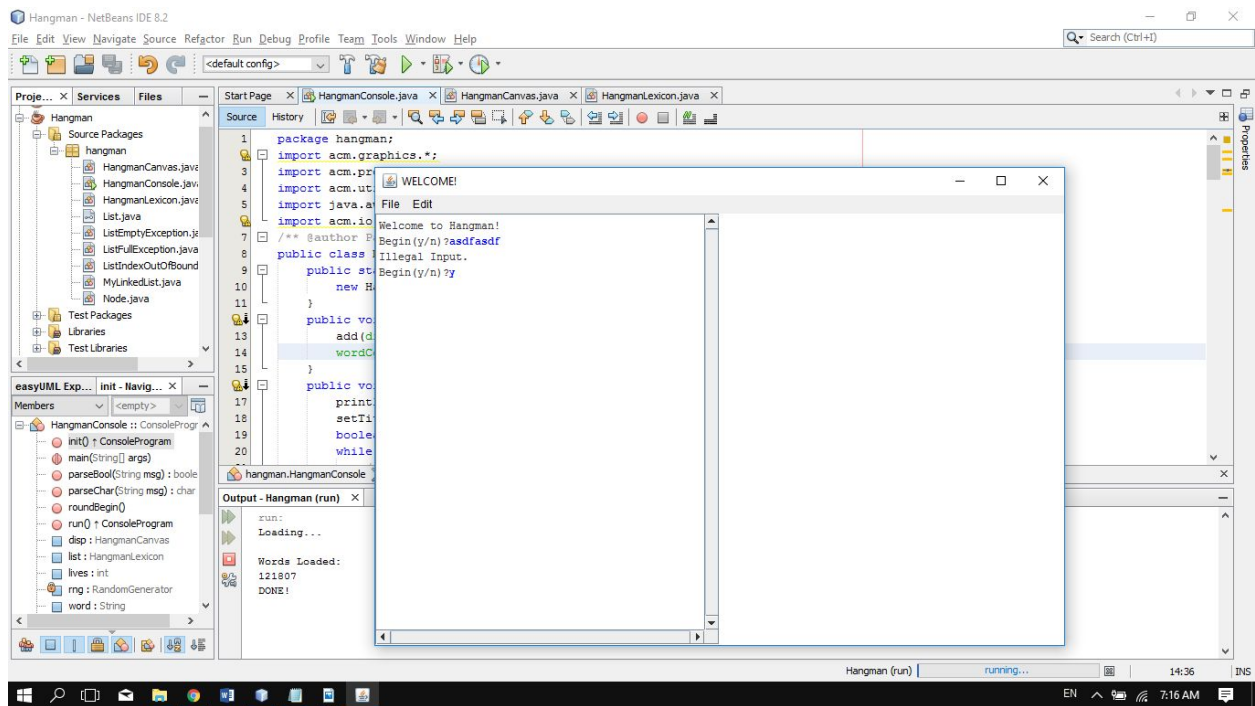 Hangman - NetBeans IDE 8.2
File Edit View Navigate Source Refactor Run Debug Profile Team Tools Window Help
Search (Ctrl+I)
<default config>
Proje... Services Files
Start Page HangmanConsole.java HangmanCanvas.java HangmanLexicon.java
Source History
Hangman
Source Packages
hangman
HangmanCanvas.java
HangmanConsole.jav
HangmanLexicon.java
List.java
ListEmptyException.ja
ListFullException.java
ListIndexOutOfBound
MyLinkedList.java
Node.java
Test Packages
Libraries
Test Libraries
1 package hangman;
import acm.graphics.*;
3 import acm.pr
4 import acm.ut
5 import java.a
import acm.io
7 /** @author P
8 public class
9 public st
10 new H
11 }
public vo
13 add(d
14 wordC
15 }
public vo
17 print
18 setTi
19 boole
20 while
hangman.HangmanConsole
Properties
WELCOME!
File Edit
Welcome to Hangman!
Begin(y/n)?asdfasdf
Illegal Input.
Begin(y/n)?y
easyUML Exp... init - Navig...
Members <empty>
HangmanConsole :: ConsoleProgr
init() ↑ ConsoleProgram
main(String[] args)
parseBool(String msg) : boole
parseChar(String msg) : char
roundBegin()
run() ↑ ConsoleProgram
disp : HangmanCanvas
list : HangmanLexicon
lives : int
rng : RandomGenerator
word : String
Output - Hangman (run)
run:
Loading...
Words Loaded:
121807
DONE!
Hangman (run) running... 14:36 INS
EN 7:16 AM